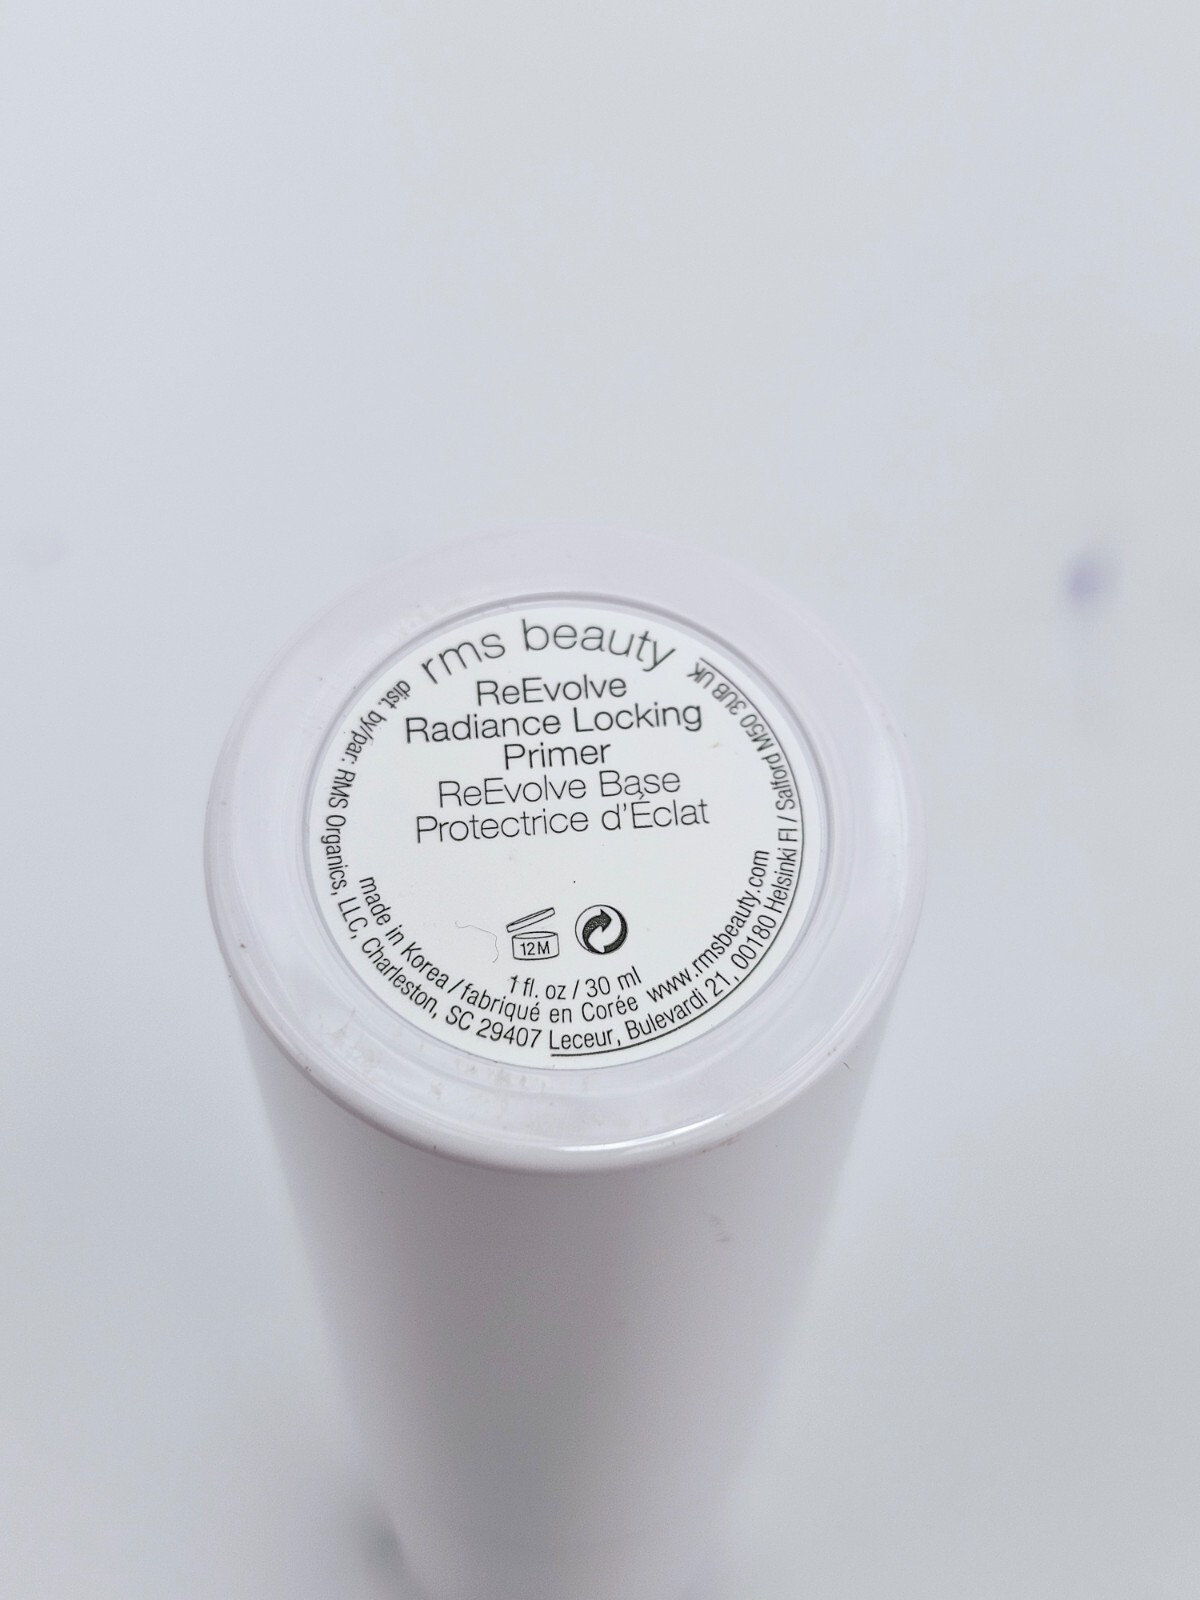 rms beauty
ReEvolve
Radiance Locking
Primer
ReEvolve Base
Protectrice d'Éclat
12M
1 fl. oz / 30 ml
made in Korea / fabriqué en Corée www.rmsbeauty.com
dist. by/par: RMS Organics, LLC, Charleston, SC 29407 Leceur, Bulevardi 21, 00180 Helsinki FI / Salford M50 3UB UK